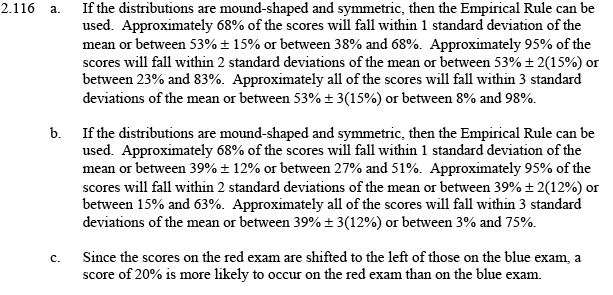 2.116 a. If the distributions are mound-shaped and symmetric, then the Empirical Rule can be
used. Approximately 68% of the scores will fall within 1 standard deviation of the
mean or between 53% ± 15% or between 38% and 68%. Approximately 95% of the
scores will fall within 2 standard deviations of the mean or between 53% ± 2(15%) or
between 23% and 83%. Approximately all of the scores will fall within 3 standard
deviations of the mean or between 53% ± 3(15%) or between 8% and 98%.
b. If the distributions are mound-shaped and symmetric, then the Empirical Rule can be
used. Approximately 68% of the scores will fall within 1 standard deviation of the
mean or between 39% ± 12% or between 27% and 51%. Approximately 95% of the
scores will fall within 2 standard deviations of the mean or between 39% ± 2(12%) or
between 15% and 63%. Approximately all of the scores will fall within 3 standard
deviations of the mean or between 39% ± 3(12%) or between 3% and 75%.
c. Since the scores on the red exam are shifted to the left of those on the blue exam, a
score of 20% is more likely to occur on the red exam than on the blue exam.